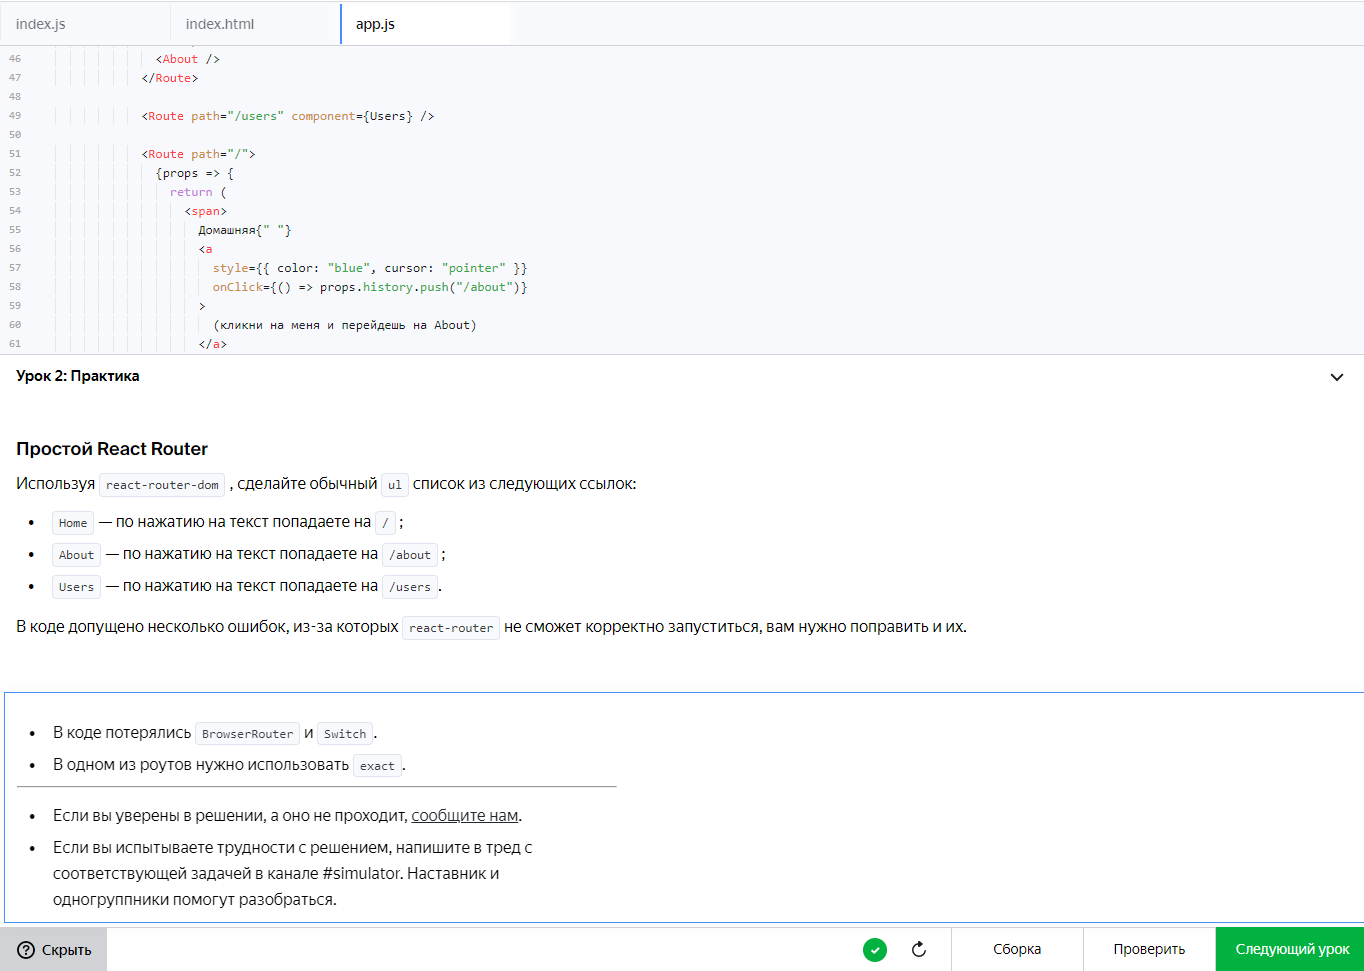 index.js index.html app.js
46 <About />
47 </Route>
48
49 <Route path="/users" component={Users} />
50
51 <Route path="/">
52 {props => {
53 return (
54 <span>
55 Домашняя{" "}
56 <a
57 style={{ color: "blue", cursor: "pointer" }}
58 onClick={() => props.history.push("/about")}
59 >
60 (кликни на меня и перейдешь на About)
61 </a>
Урок 2: Практика
Простой React Router
Используя react-router-dom , сделайте обычный ul список из следующих ссылок:
• Home — по нажатию на текст попадаете на / ;
• About — по нажатию на текст попадаете на /about ;
• Users — по нажатию на текст попадаете на /users .
В коде допущено несколько ошибок, из-за которых react-router не сможет корректно запуститься, вам нужно поправить и их.
• В коде потерялись BrowserRouter и Switch .
• В одном из роутов нужно использовать exact .
• Если вы уверены в решении, а оно не проходит, сообщите нам.
• Если вы испытываете трудности с решением, напишите в тред с
соответствующей задачей в канале #simulator. Наставник и
одногруппники помогут разобраться.
? Скрыть Сборка Проверить Следующий урок